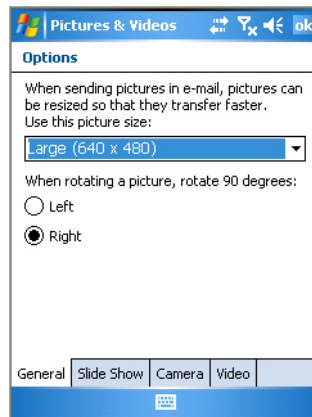 Pictures & Videos ok
Options
When sending pictures in e-mail, pictures can
be resized so that they transfer faster.
Use this picture size:
Large (640 x 480)
When rotating a picture, rotate 90 degrees:
Left
Right
General Slide Show Camera Video